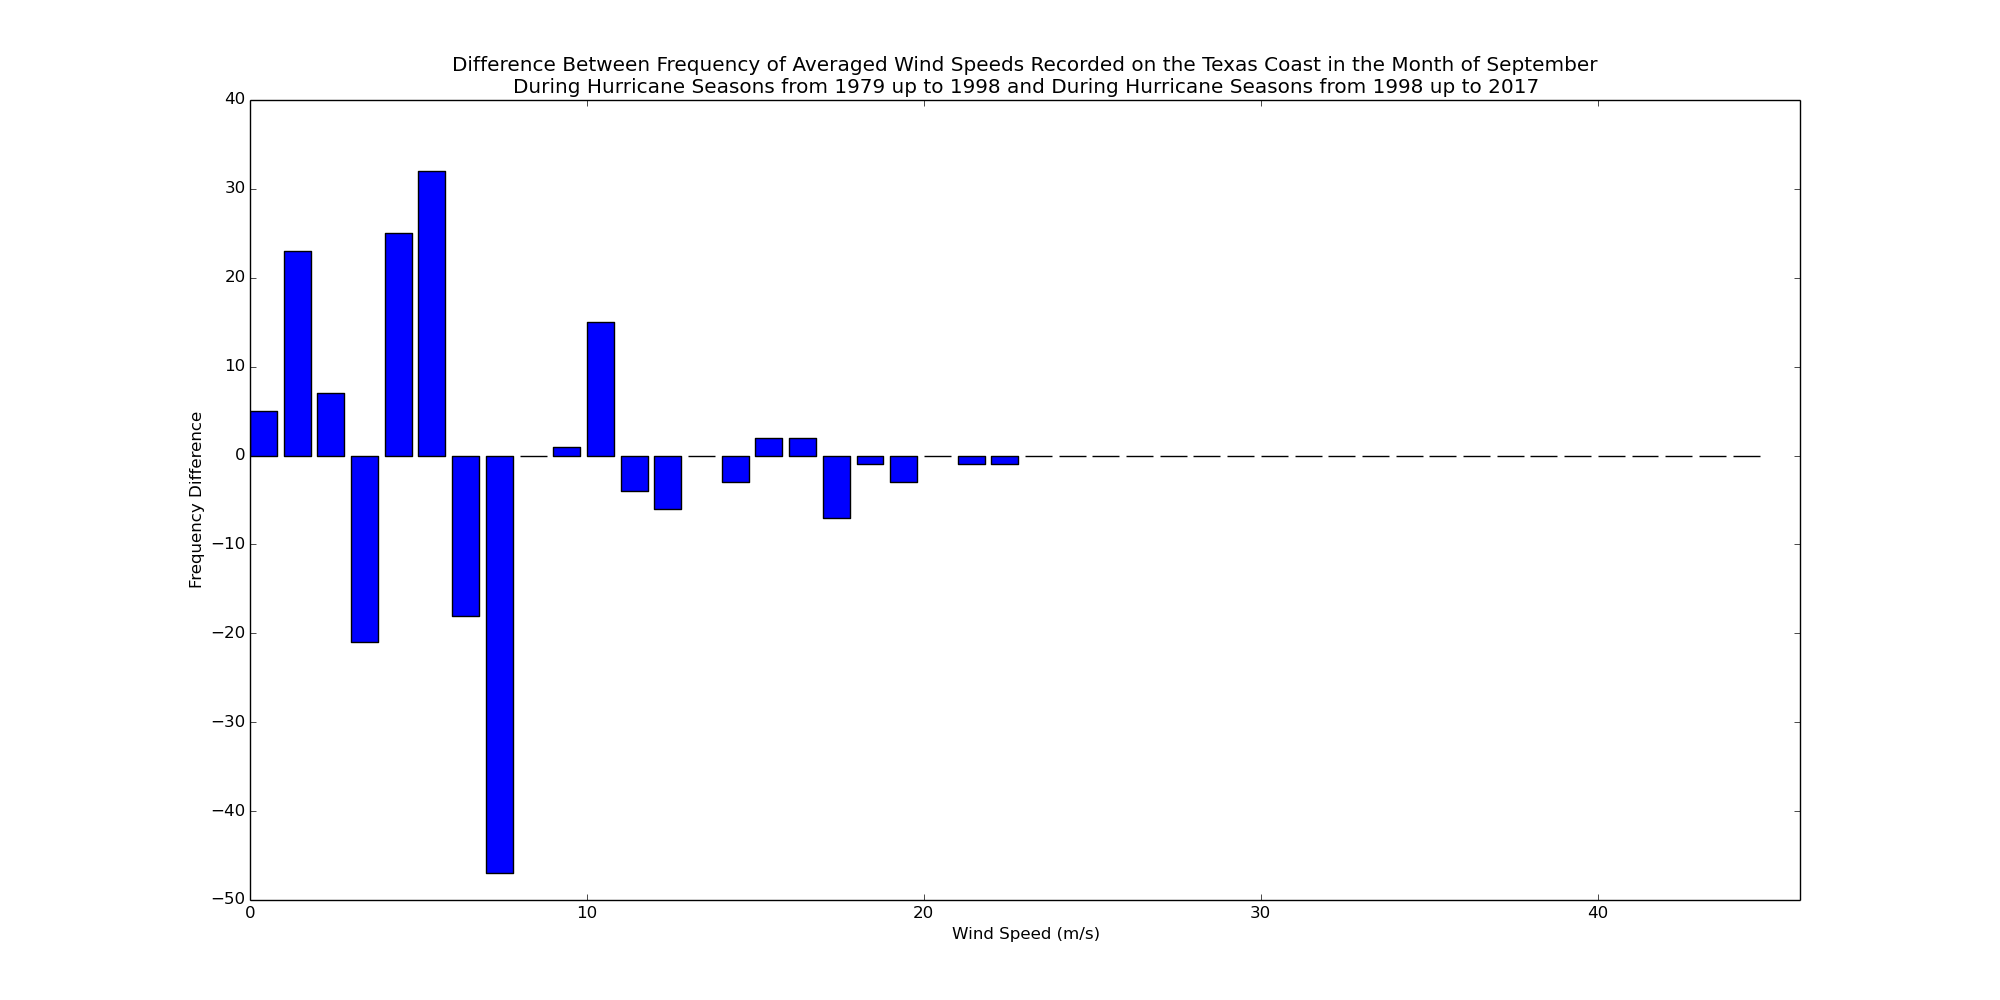 Difference Between Frequency of Averaged Wind Speeds Recorded on the Texas Coast in the Month of September
During Hurricane Seasons from 1979 up to 1998 and During Hurricane Seasons from 1998 up to 2017
40
30
20
10
0
−10
−20
−30
−40
−50
Frequency Difference
0 10 20 30 40
Wind Speed (m/s)